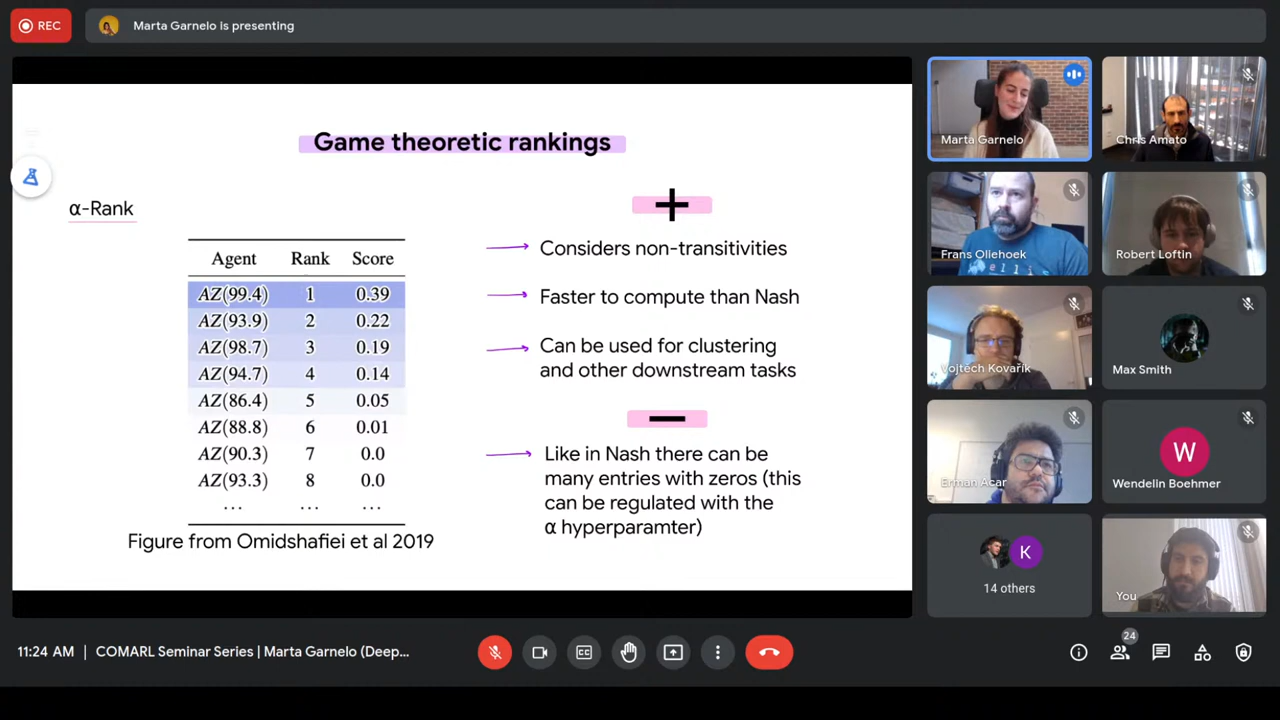 REC
Marta Garnelo is presenting
Game theoretic rankings
α-Rank
Agent Rank Score
AZ(99.4) 1 0.39
AZ(93.9) 2 0.22
AZ(98.7) 3 0.19
AZ(94.7) 4 0.14
AZ(86.4) 5 0.05
AZ(88.8) 6 0.01
AZ(90.3) 7 0.0
AZ(93.3) 8 0.0
... ... ...
Figure from Omidshafiei et al 2019
+
Considers non-transitivities
Faster to compute than Nash
Can be used for clustering
and other downstream tasks
—
Like in Nash there can be
many entries with zeros (this
can be regulated with the
α hyperparamter)
Marta Garnelo
Chris Amato
Frans Oliehoek
Robert Loftin
Vojtech Kovařík
Max Smith
Erman Acar
W
Wendelin Boehmer
K
14 others
You
11:24 AM | COMARL Seminar Series | Marta Garnelo (Deep...
CC
24